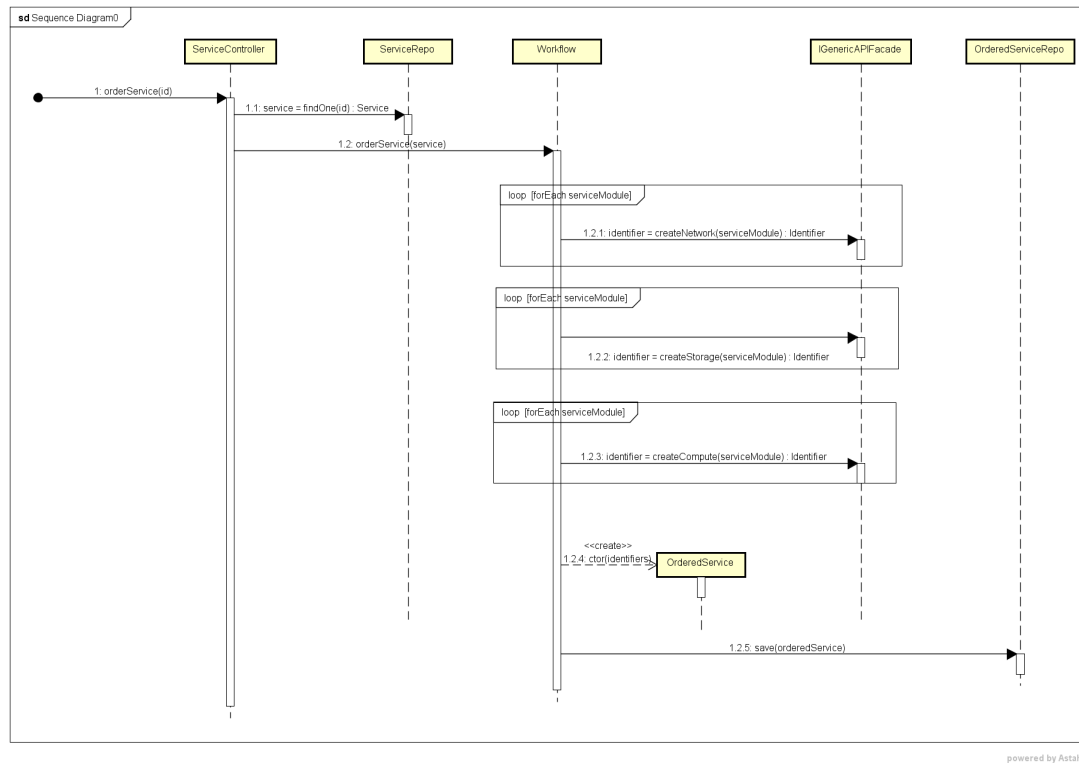 sd Sequence Diagram0
ServiceController
ServiceRepo
Workflow
IGenericAPIFacade
OrderedServiceRepo
1: orderService(id)
1.1: service = findOne(id) : Service
1.2: orderService(service)
loop [forEach serviceModule]
1.2.1: identifier = createNetwork(serviceModule) : Identifier
loop [forEach serviceModule]
1.2.2: identifier = createStorage(serviceModule) : Identifier
loop [forEach serviceModule]
1.2.3: identifier = createCompute(serviceModule) : Identifier
<<create>>
1.2.4: ctor(identifiers)
OrderedService
1.2.5: save(orderedService)
powered by Astah